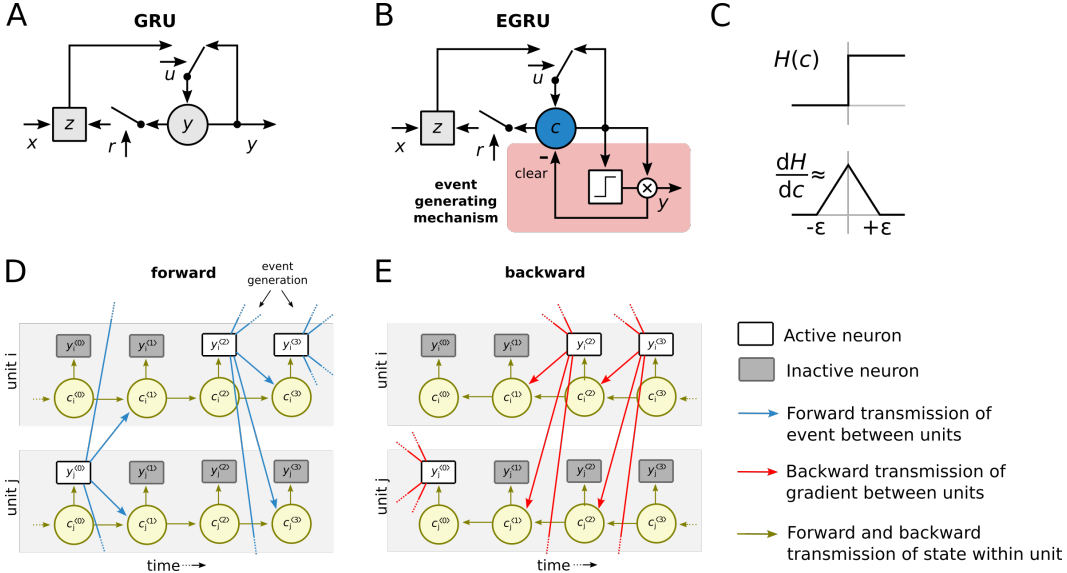 A
GRU
u
z
y
x
r
y
B
EGRU
u
z
c
x
r
-
clear
event
generating
mechanism
×
y
C
H(c)
dH
dc
≈
-ε
+ε
D
forward
event
generation
unit i
y_i^⟨0⟩ y_i^⟨1⟩ y_i^⟨2⟩ y_i^⟨3⟩
c_i^⟨0⟩ c_i^⟨1⟩ c_i^⟨2⟩ c_i^⟨3⟩
unit j
y_j^⟨0⟩ y_j^⟨1⟩ y_j^⟨2⟩ y_j^⟨3⟩
c_j^⟨0⟩ c_j^⟨1⟩ c_j^⟨2⟩ c_j^⟨3⟩
time
E
backward
unit i
y_i^⟨0⟩ y_i^⟨1⟩ y_i^⟨2⟩ y_i^⟨3⟩
c_i^⟨0⟩ c_i^⟨1⟩ c_i^⟨2⟩ c_i^⟨3⟩
unit j
y_j^⟨0⟩ y_j^⟨1⟩ y_j^⟨2⟩ y_j^⟨3⟩
c_j^⟨0⟩ c_j^⟨1⟩ c_j^⟨2⟩ c_j^⟨3⟩
time
Active neuron
Inactive neuron
Forward transmission of
event between units
Backward transmission of
gradient between units
Forward and backward
transmission of state within unit